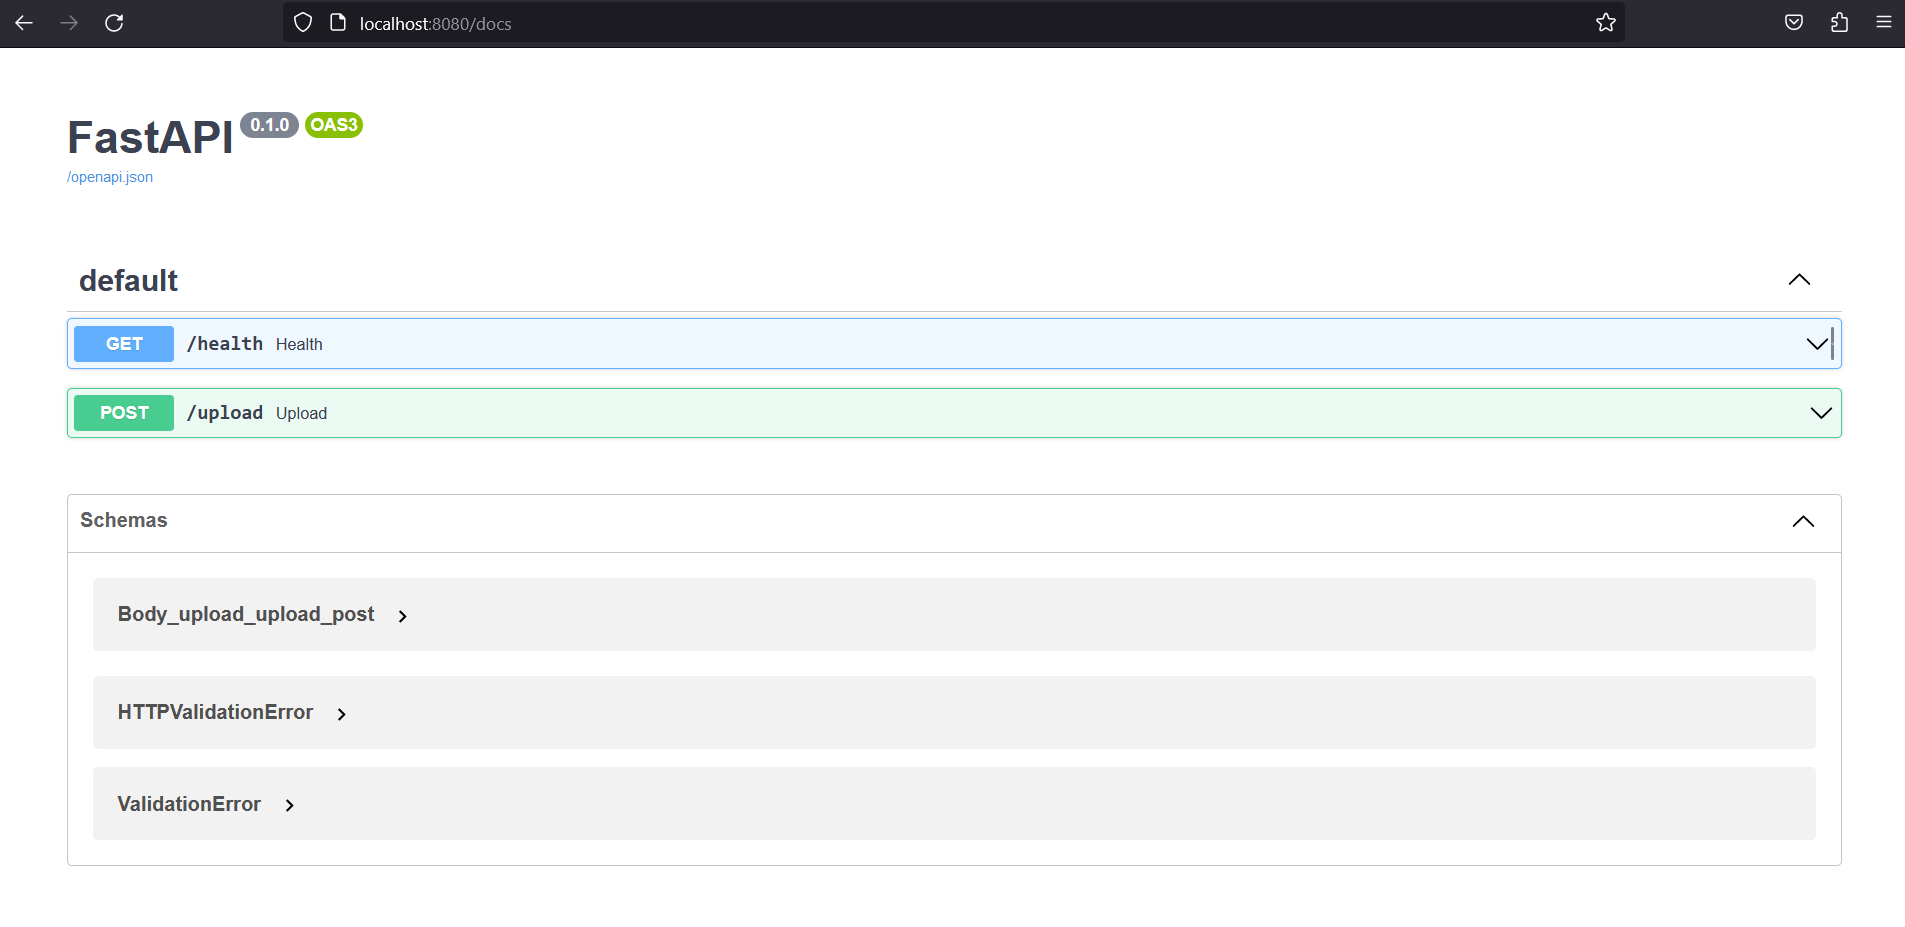 localhost:8080/docs
FastAPI 0.1.0 OAS3
/openapi.json
default
GET /health Health
POST /upload Upload
Schemas
Body_upload_upload_post
HTTPValidationError
ValidationError